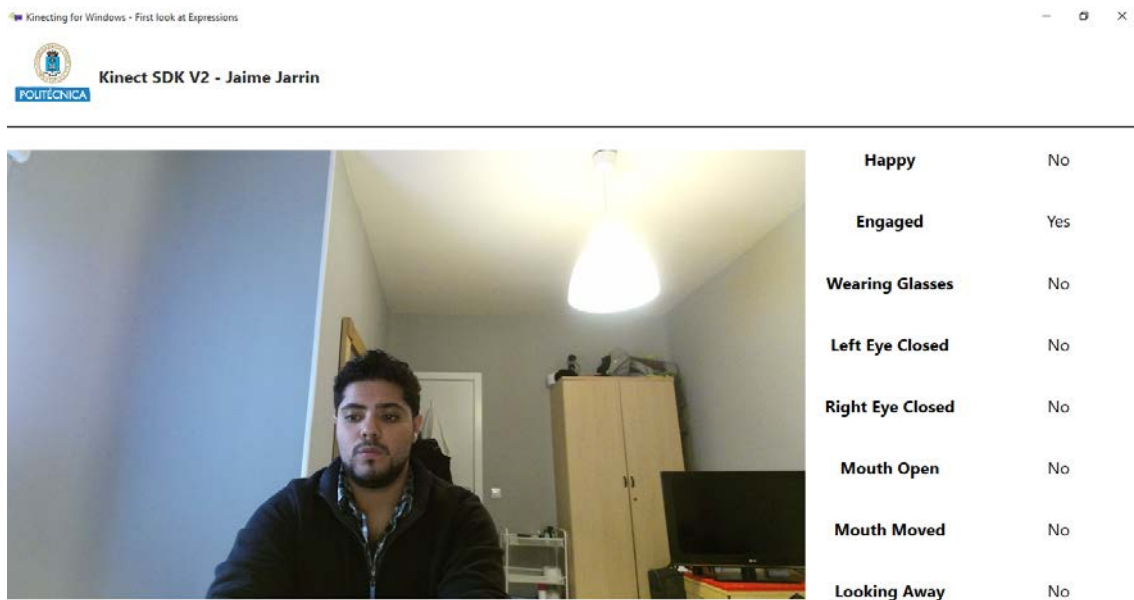 Kinecting for Windows - First look at Expressions
POLITÉCNICA
Kinect SDK V2 - Jaime Jarrin
Happy No
Engaged Yes
Wearing Glasses No
Left Eye Closed No
Right Eye Closed No
Mouth Open No
Mouth Moved No
Looking Away No